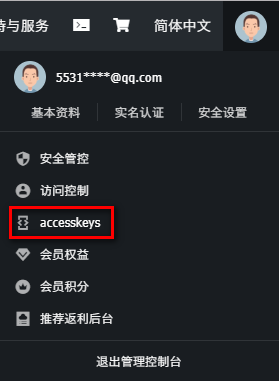 持与服务 简体中文
5531****@qq.com
基本资料 实名认证 安全设置
安全管控
访问控制
accesskeys
会员权益
会员积分
推荐返利后台
退出管理控制台